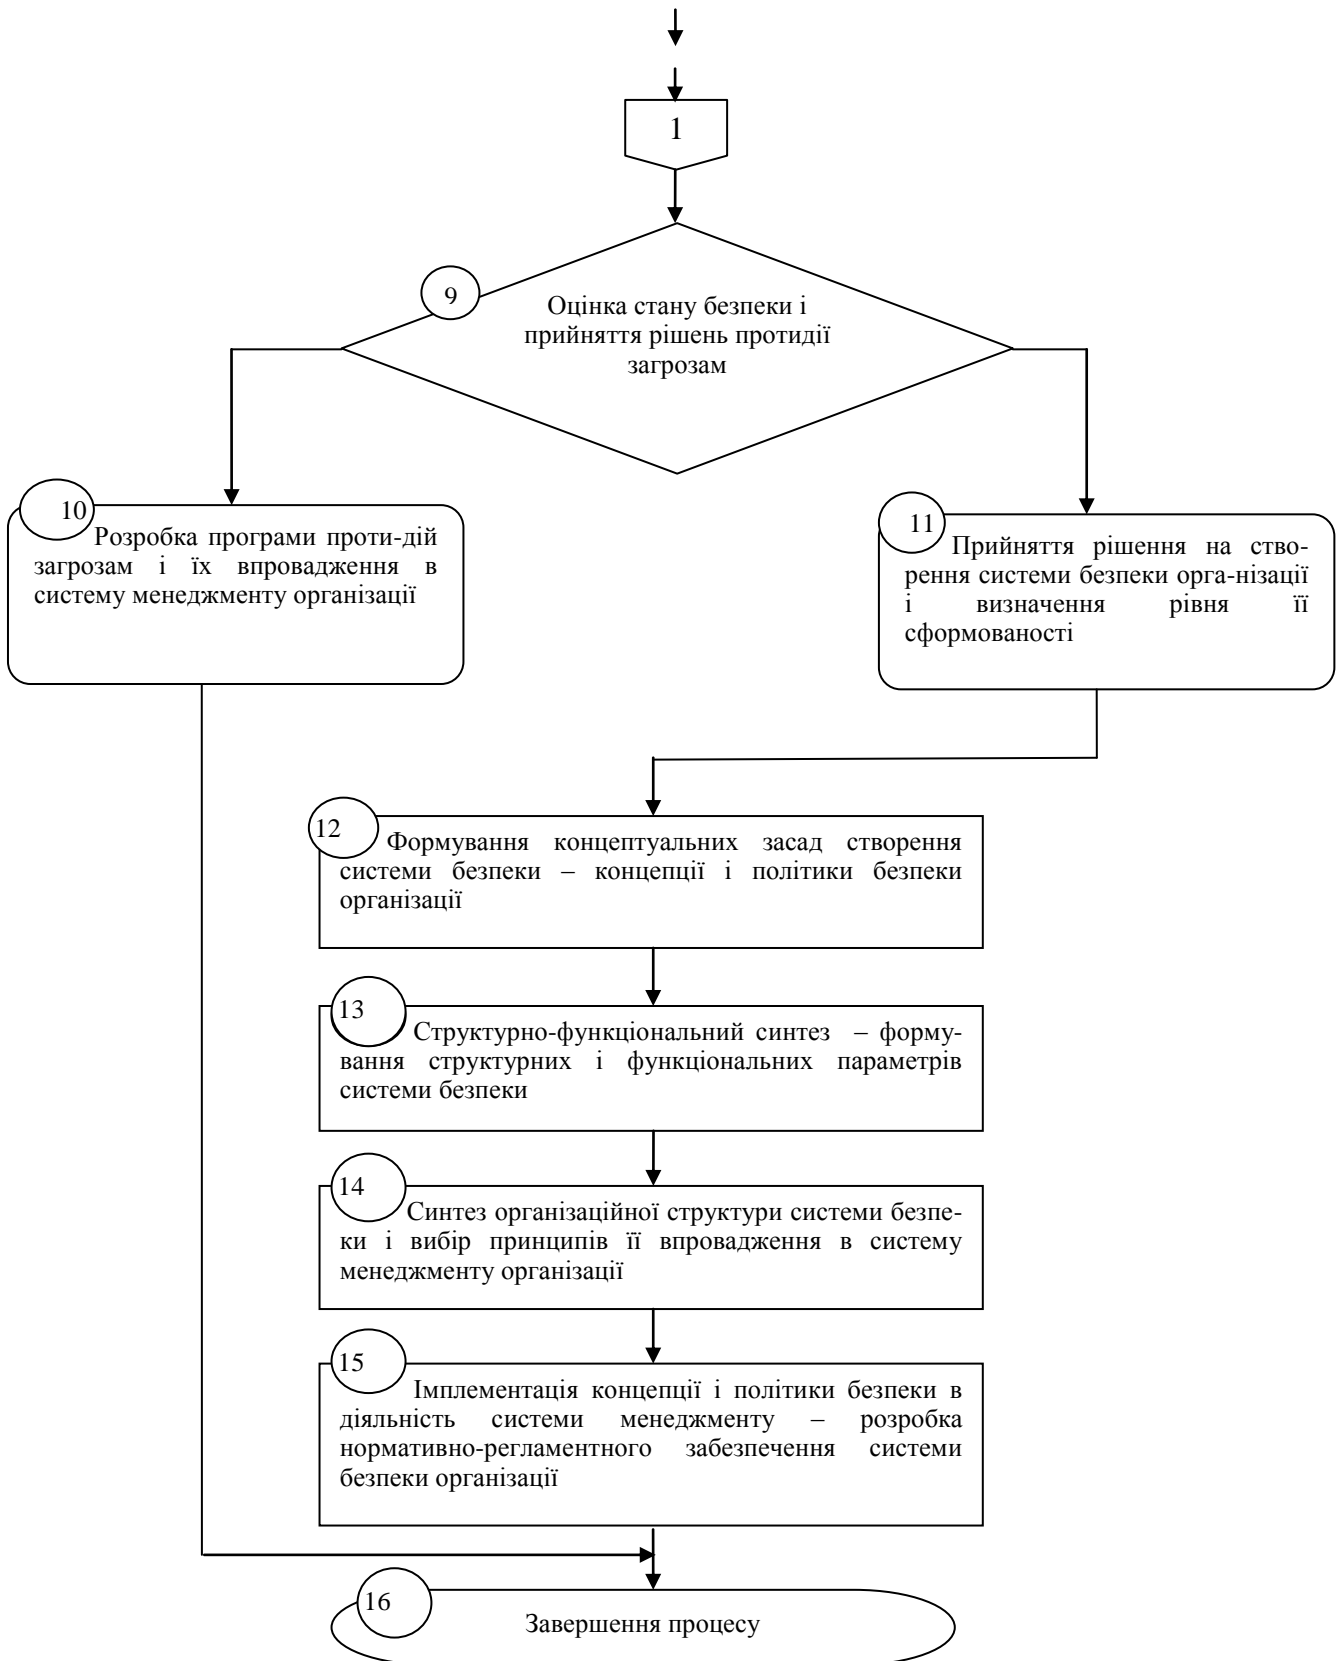 1
9
Оцінка стану безпеки і
прийняття рішень протидії
загрозам
10
Розробка програми проти-дій
загрозам і їх впровадження в
систему менеджменту організації
11
Прийняття рішення на ство-
рення системи безпеки орга-нізації
і визначення рівня її
сформованості
12
Формування концептуальних засад створення
системи безпеки – концепції і політики безпеки
організації
13
Структурно-функціональний синтез – форму-
вання структурних і функціональних параметрів
системи безпеки
14
Синтез організаційної структури системи безпе-
ки і вибір принципів її впровадження в систему
менеджменту організації
15
Імплементація концепції і політики безпеки в
діяльність системи менеджменту – розробка
нормативно-регламентного забезпечення системи
безпеки організації
16
Завершення процесу